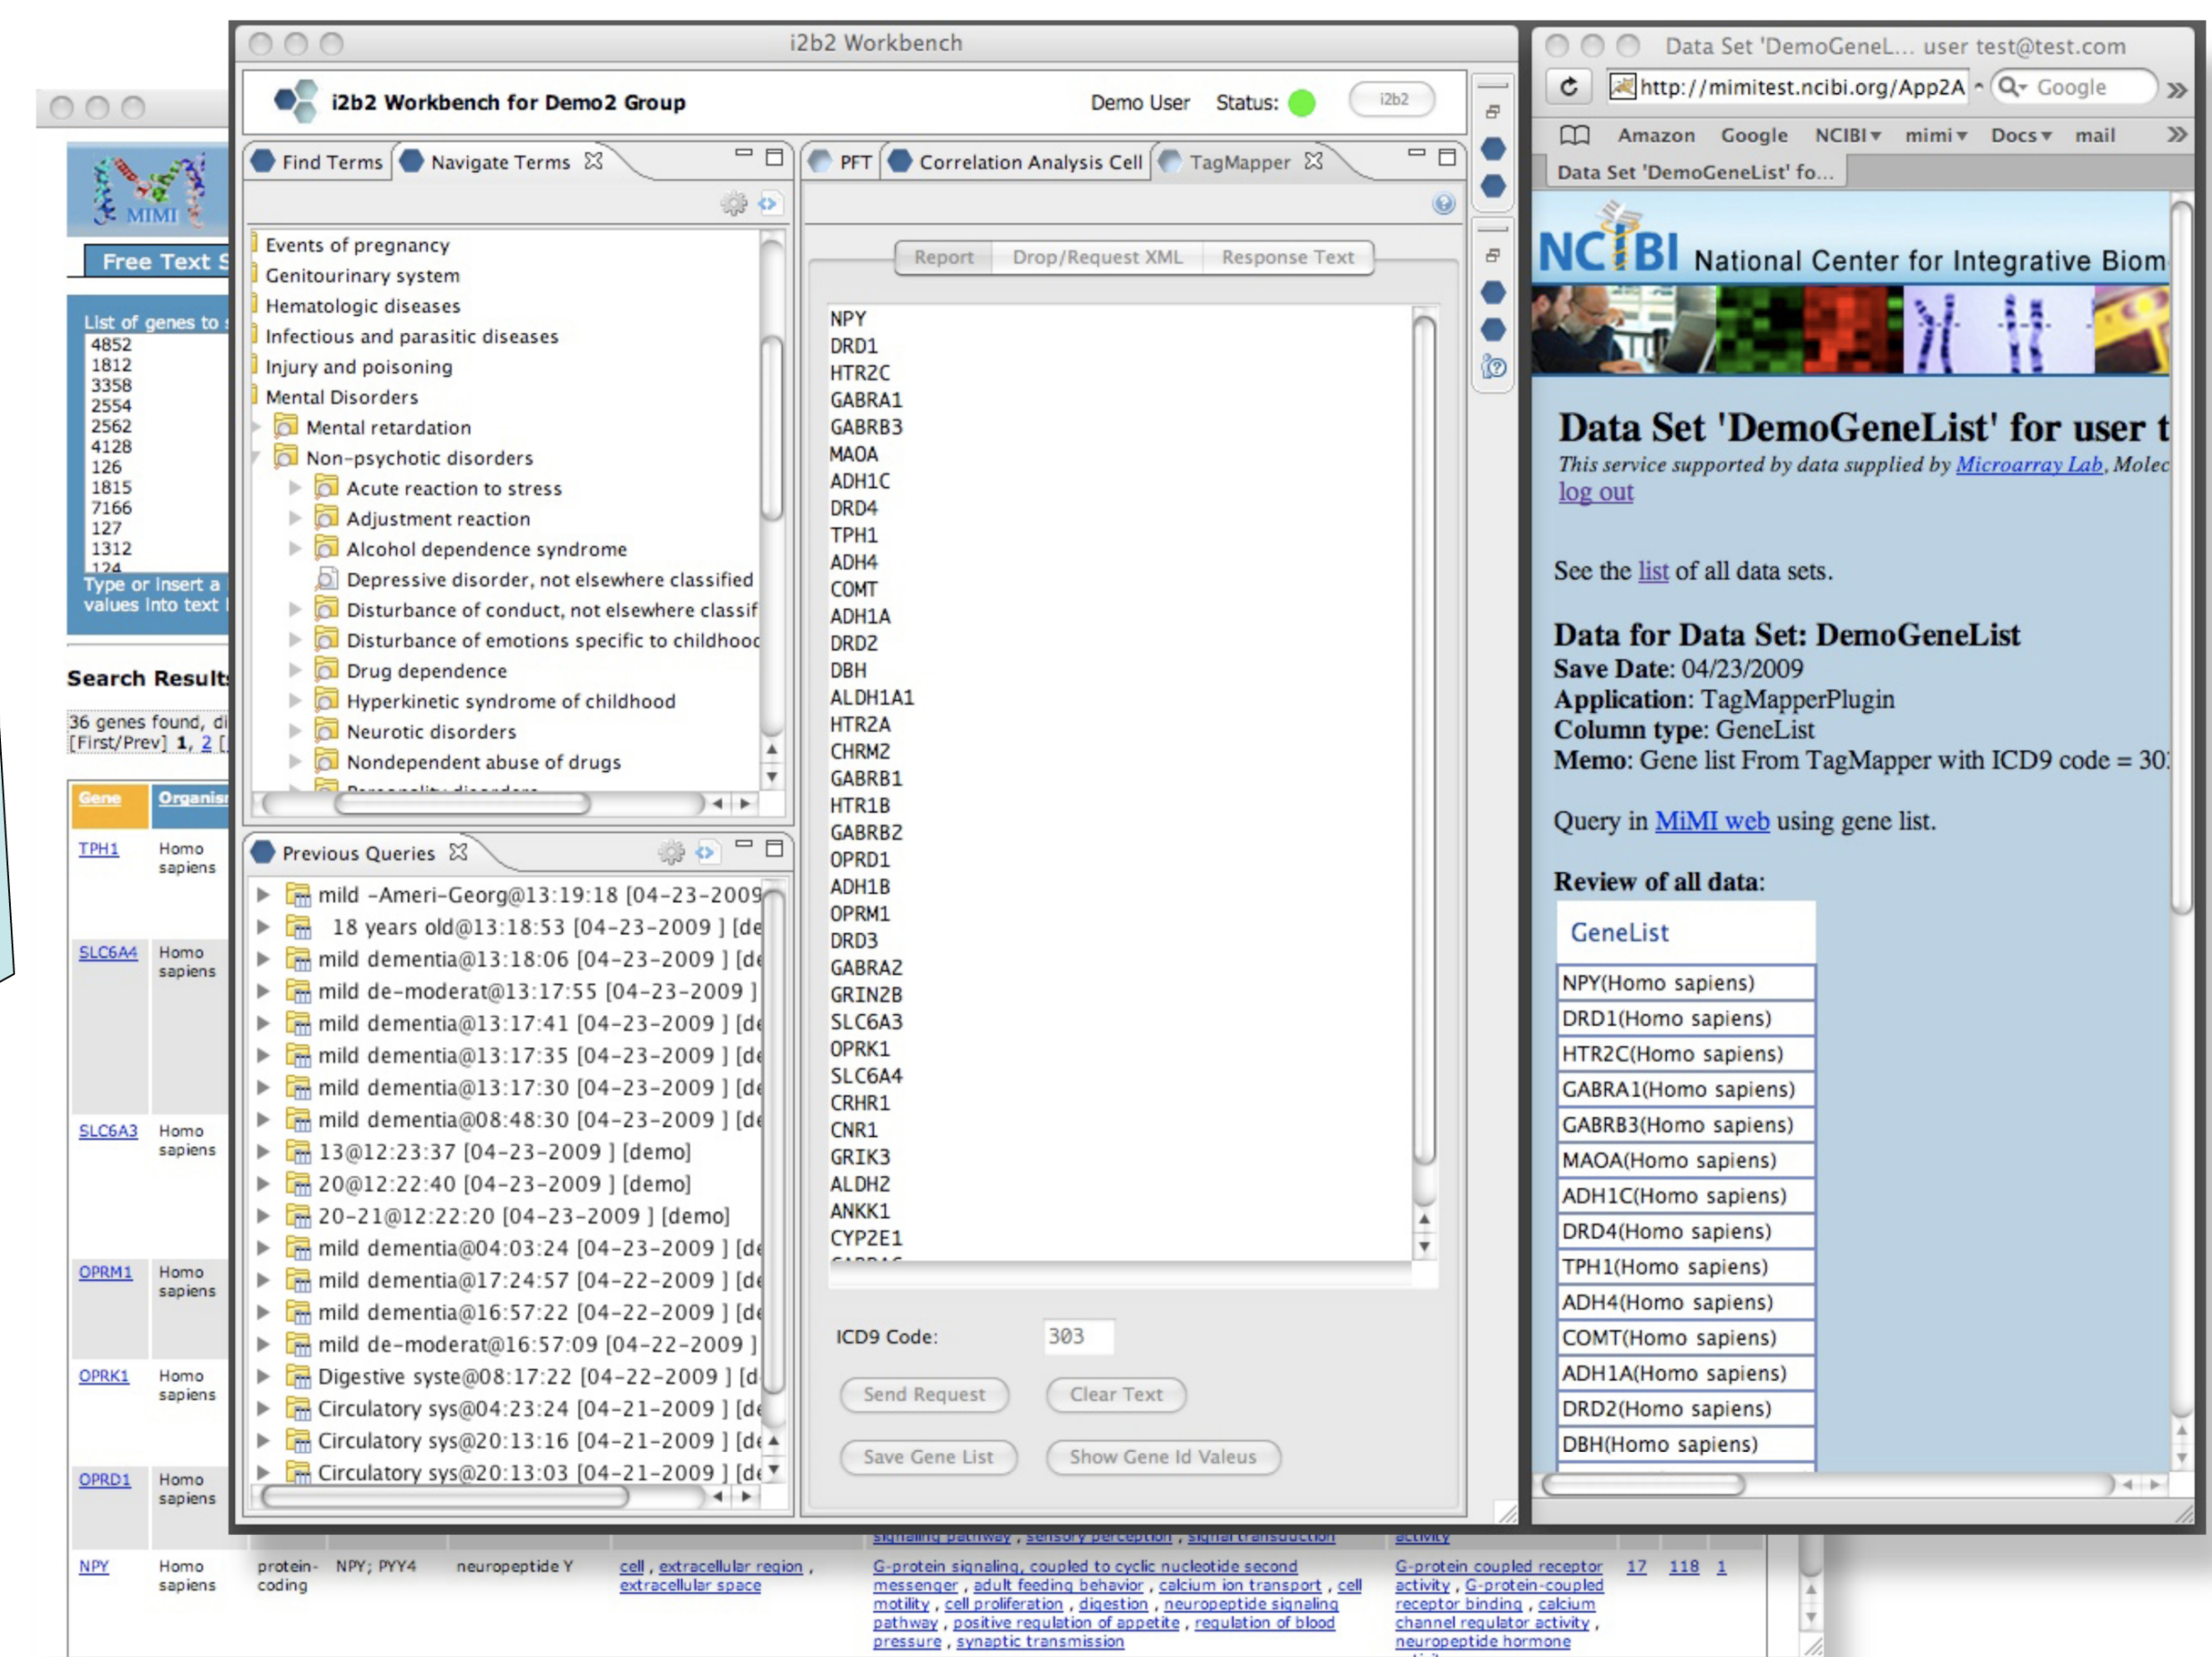 i2b2 Workbench
i2b2 Workbench for Demo2 Group
Demo User Status:
i2b2
Find Terms
Navigate Terms
Events of pregnancy
Genitourinary system
Hematologic diseases
Infectious and parasitic diseases
Injury and poisoning
Mental Disorders
Mental retardation
Non-psychotic disorders
Acute reaction to stress
Adjustment reaction
Alcohol dependence syndrome
Depressive disorder, not elsewhere classified
Disturbance of conduct, not elsewhere classif
Disturbance of emotions specific to childhood
Drug dependence
Hyperkinetic syndrome of childhood
Neurotic disorders
Nondependent abuse of drugs
Previous Queries
mild -Ameri-Georg@13:19:18 [04-23-2009
18 years old@13:18:53 [04-23-2009 ] [de
mild dementia@13:18:06 [04-23-2009 ] [de
mild de-moderat@13:17:55 [04-23-2009 ]
mild dementia@13:17:41 [04-23-2009 ] [de
mild dementia@13:17:35 [04-23-2009 ] [de
mild dementia@13:17:30 [04-23-2009 ] [de
mild dementia@08:48:30 [04-23-2009 ] [de
13@12:23:37 [04-23-2009 ] [demo]
20@12:22:40 [04-23-2009 ] [demo]
20-21@12:22:20 [04-23-2009 ] [demo]
mild dementia@04:03:24 [04-23-2009 ] [de
mild dementia@17:24:57 [04-22-2009 ] [de
mild dementia@16:57:22 [04-22-2009 ] [de
mild de-moderat@16:57:09 [04-22-2009 ]
Digestive syste@08:17:22 [04-22-2009 ] [d
Circulatory sys@04:23:24 [04-21-2009 ] [de
Circulatory sys@20:13:16 [04-21-2009 ] [de
Circulatory sys@20:13:03 [04-21-2009 ] [de
PFT
Correlation Analysis Cell
TagMapper
Report
Drop/Request XML
Response Text
NPY
DRD1
HTR2C
GABRA1
GABRB3
MAOA
ADH1C
DRD4
TPH1
ADH4
COMT
ADH1A
DRD2
DBH
ALDH1A1
HTR2A
CHRM2
GABRB1
HTR1B
GABRB2
OPRD1
ADH1B
OPRM1
DRD3
GABRA2
GRIN2B
SLC6A3
OPRK1
SLC6A4
CRHR1
CNR1
GRIK3
ALDH2
ANKK1
CYP2E1
ICD9 Code:
303
Send Request
Clear Text
Save Gene List
Show Gene Id Valeus
Data Set 'DemoGeneL... user test@test.com
http://mimitest.ncibi.org/App2A
Google
Amazon Google NCIBI mimi Docs mail
Data Set 'DemoGeneList' fo...
NCIBI National Center for Integrative Biom
Data Set 'DemoGeneList' for user t
This service supported by data supplied by Microarray Lab, Molec
log out
See the list of all data sets.
Data for Data Set: DemoGeneList
Save Date: 04/23/2009
Application: TagMapperPlugin
Column type: GeneList
Memo: Gene list From TagMapper with ICD9 code = 30
Query in MiMI web using gene list.
Review of all data:
GeneList
NPY(Homo sapiens)
DRD1(Homo sapiens)
HTR2C(Homo sapiens)
GABRA1(Homo sapiens)
GABRB3(Homo sapiens)
MAOA(Homo sapiens)
ADH1C(Homo sapiens)
DRD4(Homo sapiens)
TPH1(Homo sapiens)
ADH4(Homo sapiens)
COMT(Homo sapiens)
ADH1A(Homo sapiens)
DRD2(Homo sapiens)
DBH(Homo sapiens)
MIMI
Free Text S
List of genes to
4852
1812
3358
2554
2562
4128
126
1815
7166
127
1312
124
Type or insert a
values into text
Search Results
36 genes found, di
[First/Prev] 1, 2 [
Gene
Organism
TPH1
Homo
sapiens
SLC6A4
Homo
sapiens
SLC6A3
Homo
sapiens
OPRM1
Homo
sapiens
OPRK1
Homo
sapiens
OPRD1
Homo
sapiens
signaling pathway , sensory perception , signal transduction
activity
NPY
Homo
sapiens
protein-
coding
NPY; PYY4
neuropeptide Y
cell , extracellular region ,
extracellular space
G-protein signaling, coupled to cyclic nucleotide second
messenger , adult feeding behavior , calcium ion transport , cell
motility , cell proliferation , digestion , neuropeptide signaling
pathway , positive regulation of appetite , regulation of blood
pressure , synaptic transmission
G-protein coupled receptor
activity , G-protein-coupled
receptor binding , calcium
channel regulator activity ,
neuropeptide hormone
17 118 1